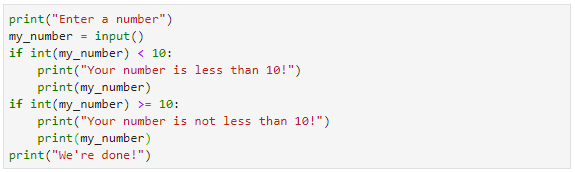 print("Enter a number")
my_number = input()
if int(my_number) < 10:
    print("Your number is less than 10!")
    print(my_number)
if int(my_number) >= 10:
    print("Your number is not less than 10!")
    print(my_number)
print("We're done!")